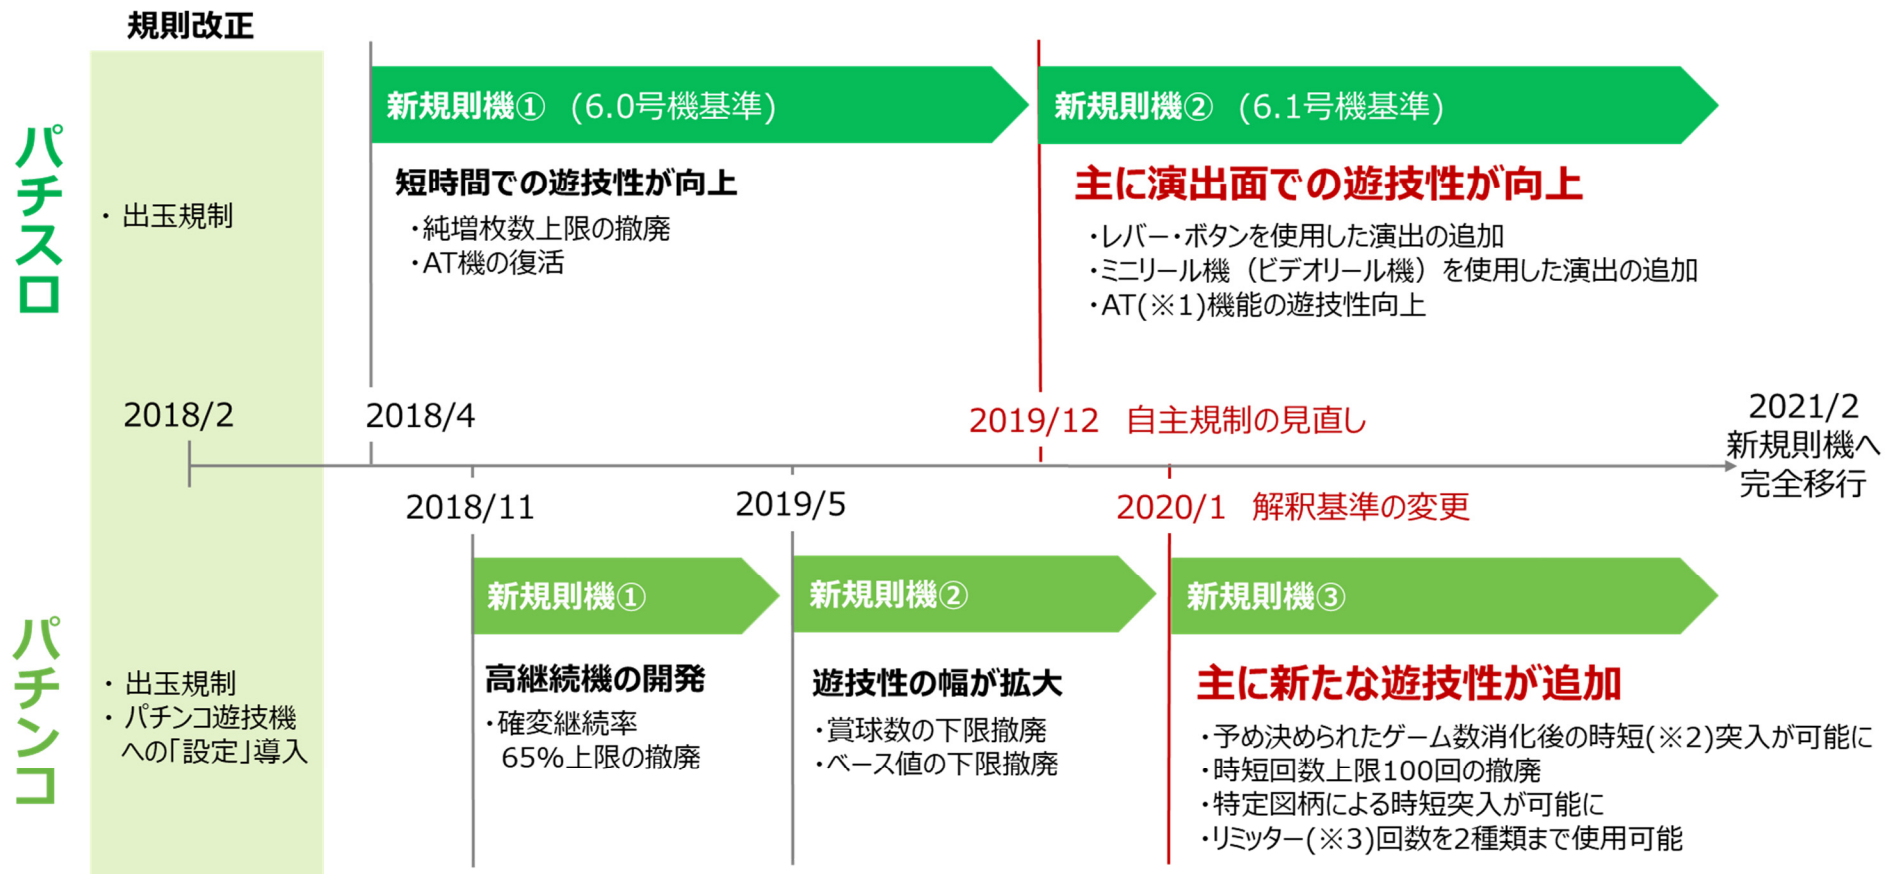 規則改正
パチスロ
・出玉規制
新規則機① (6.0号機基準)
短時間での遊技性が向上
・純増枚数上限の撤廃
・AT機の復活
新規則機② (6.1号機基準)
主に演出面での遊技性が向上
・レバー・ボタンを使用した演出の追加
・ミニリール機（ビデオリール機）を使用した演出の追加
・AT(※1)機能の遊技性向上
2018/2
2018/4
2019/12 自主規制の見直し
2021/2
新規則機へ
完全移行
2018/11
2019/5
2020/1 解釈基準の変更
パチンコ
・出玉規制
・パチンコ遊技機
への「設定」導入
新規則機①
高継続機の開発
・確変継続率
65%上限の撤廃
新規則機②
遊技性の幅が拡大
・賞球数の下限撤廃
・ベース値の下限撤廃
新規則機③
主に新たな遊技性が追加
・予め決められたゲーム数消化後の時短(※2)突入が可能に
・時短回数上限100回の撤廃
・特定図柄による時短突入が可能に
・リミッター(※3)回数を2種類まで使用可能